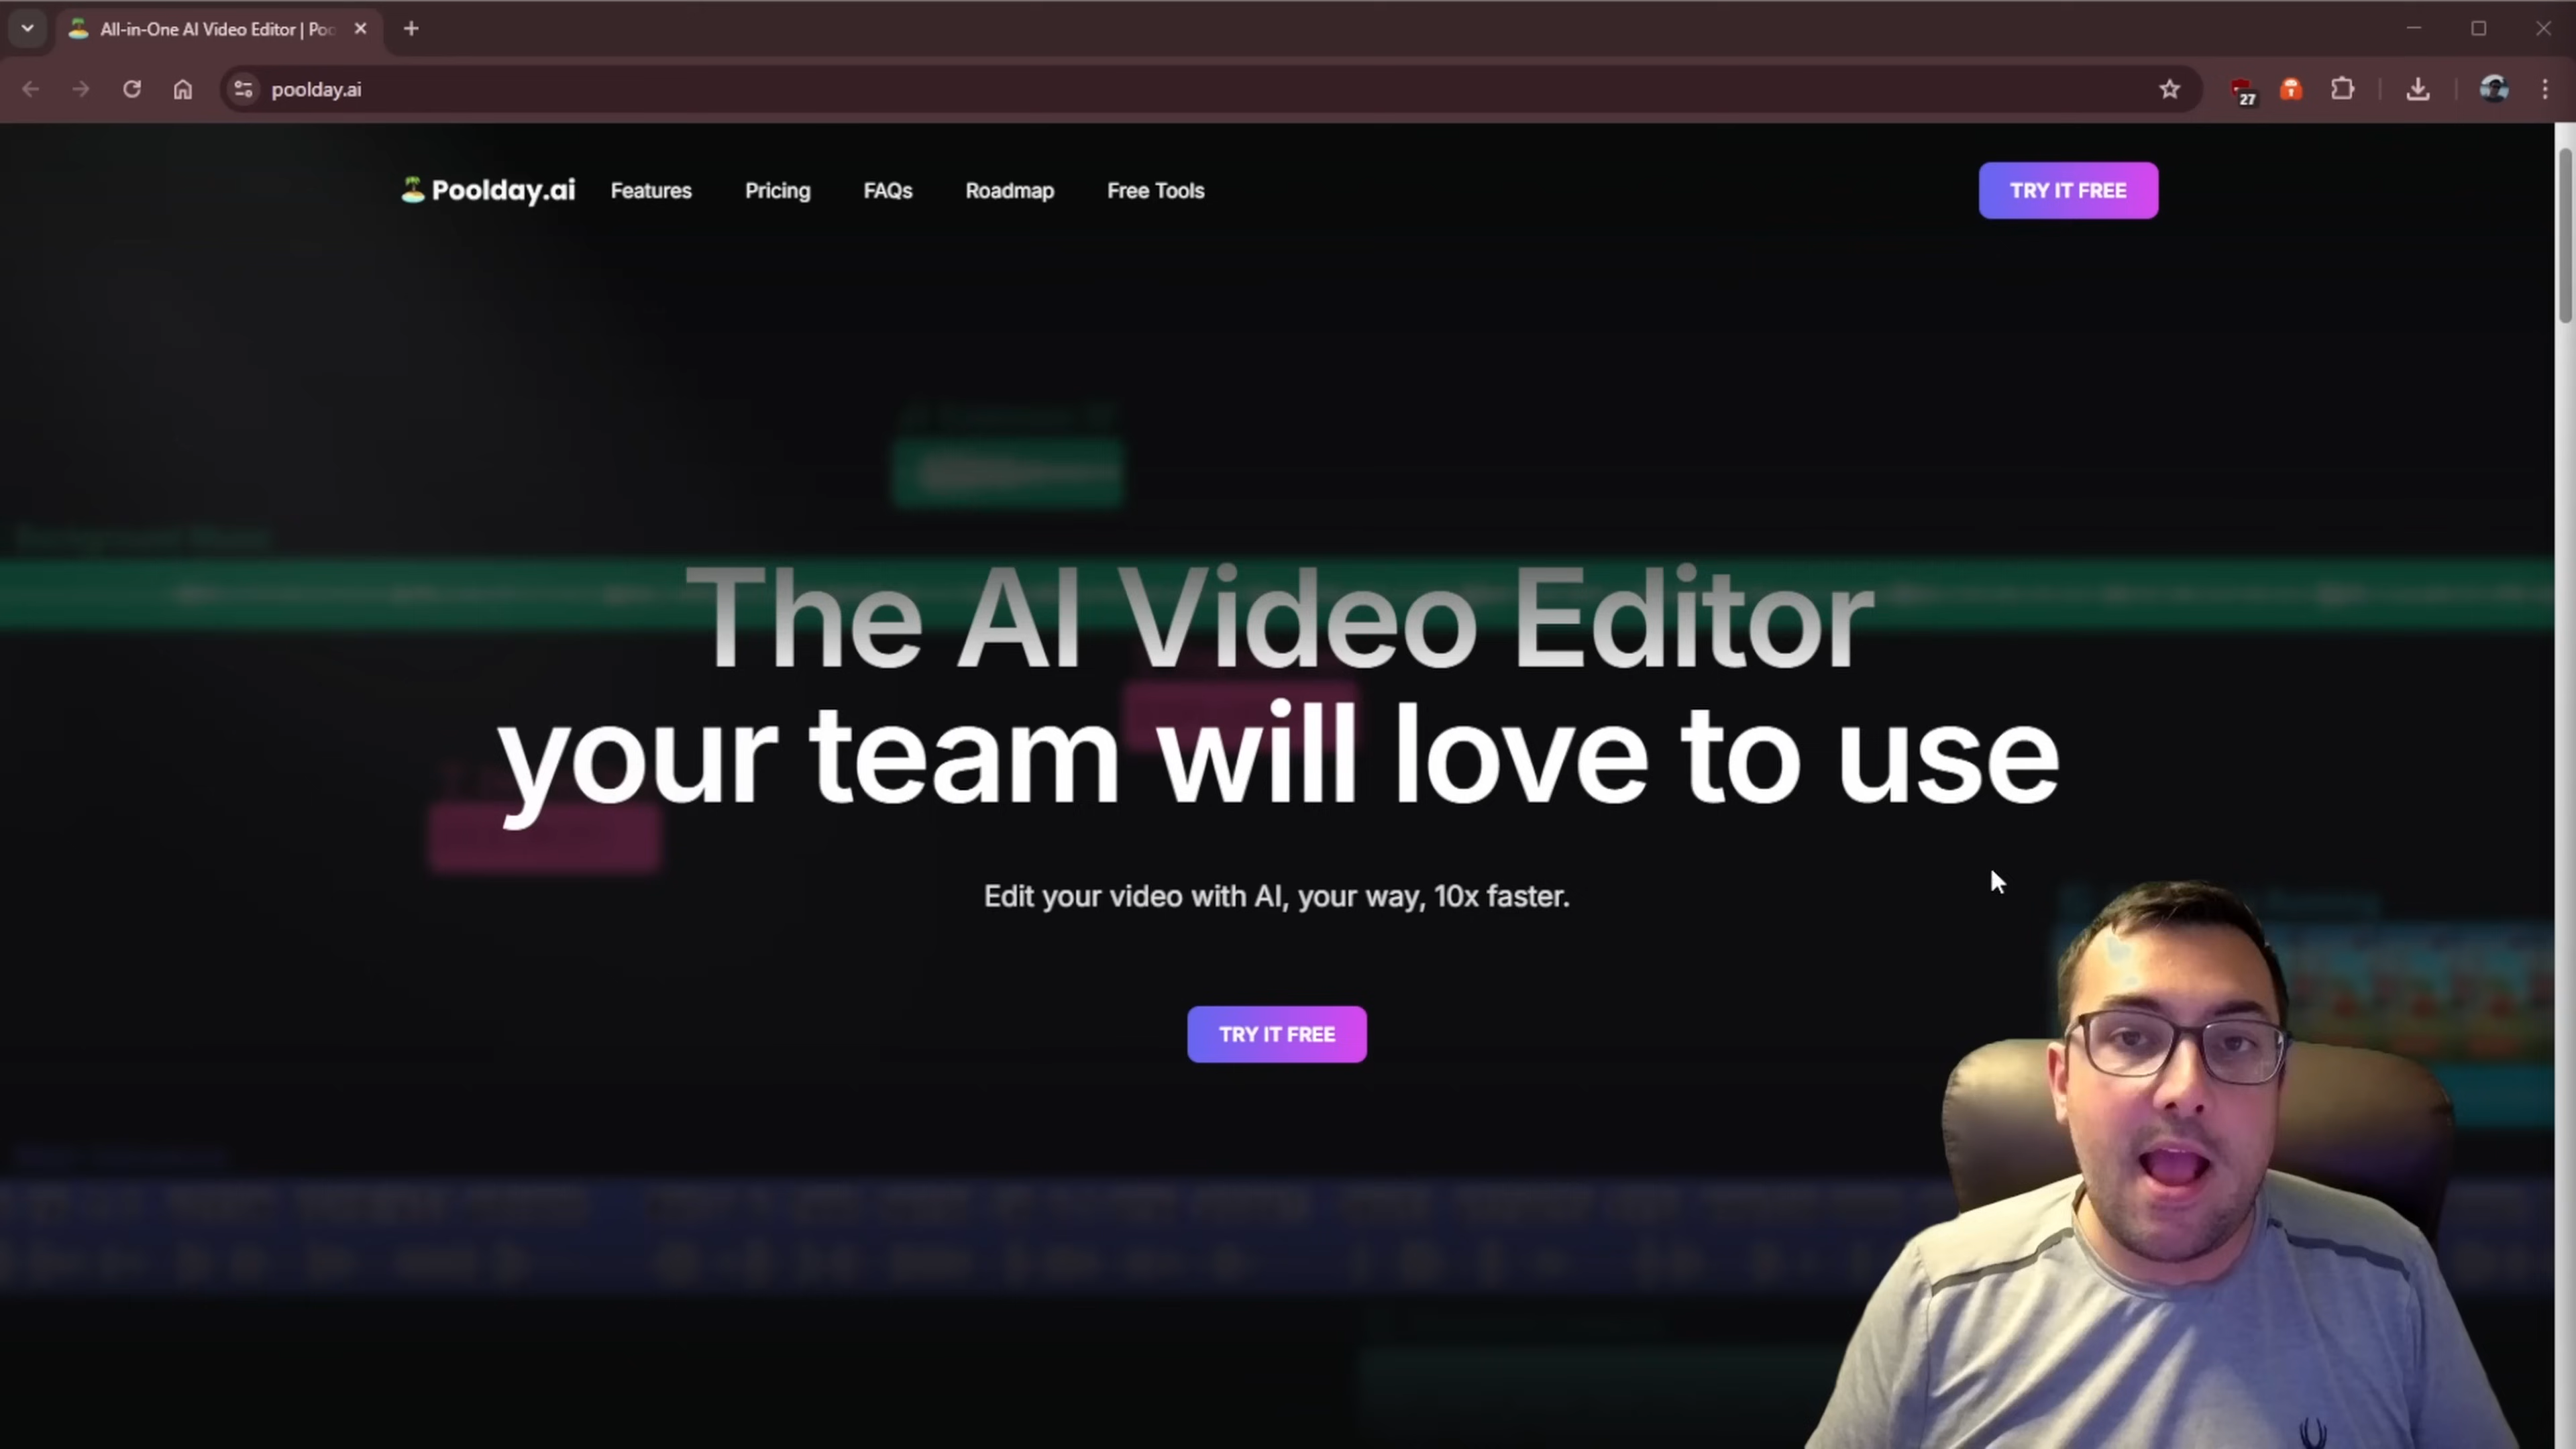 All-in-One AI Video Editor | Poo
poolday.ai
27
Poolday.ai Features Pricing FAQs Roadmap Free Tools TRY IT FREE
The AI Video Editor
your team will love to use
Edit your video with AI, your way, 10x faster.
TRY IT FREE